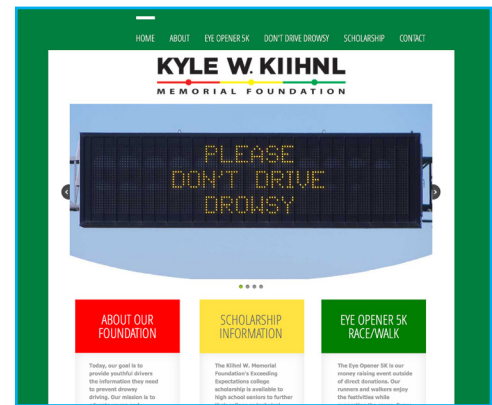 HOME ABOUT EYE OPENER 5K DON'T DRIVE DROWSY SCHOLARSHIP CONTACT
KYLE W. KIIHNL
MEMORIAL FOUNDATION
PLEASE
DON'T DRIVE
DROWSY
ABOUT OUR
FOUNDATION
Today, our goal is to
provide youthful drivers
the information they need
to prevent drowsy
driving. Our mission is to
SCHOLARSHIP
INFORMATION
The Kiihnl W. Memorial
Foundation's Exceeding
Expectations college
scholarship is available to
high school seniors to further
EYE OPENER 5K
RACE/WALK
The Eye Opener 5K is our
money raising event outside
of direct donations. Our
runners and walkers enjoy
the festivities while